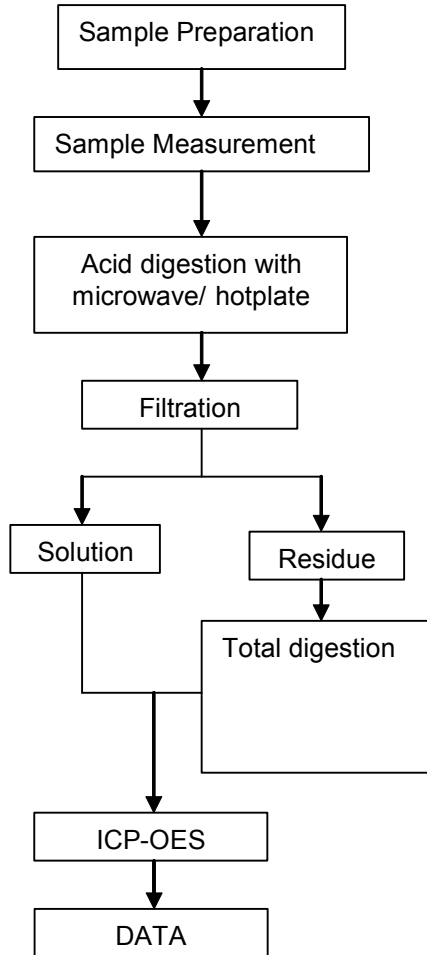 Sample Preparation
Sample Measurement
Acid digestion with
microwave/ hotplate
Filtration
Solution
Residue
Total digestion
ICP-OES
DATA